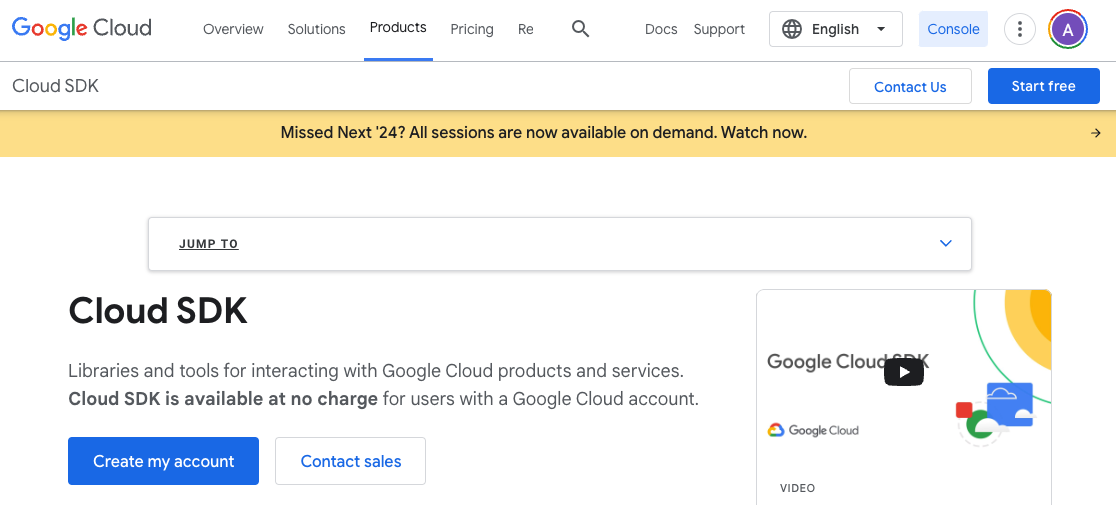 Google Cloud
Overview
Solutions
Products
Pricing
Re
Docs
Support
English
Console
A
Cloud SDK
Contact Us
Start free
Missed Next '24? All sessions are now available on demand. Watch now.
JUMP TO
Cloud SDK
Libraries and tools for interacting with Google Cloud products and services.
Cloud SDK is available at no charge for users with a Google Cloud account.
Create my account
Contact sales
Google Cloud SDK
Google Cloud
VIDEO